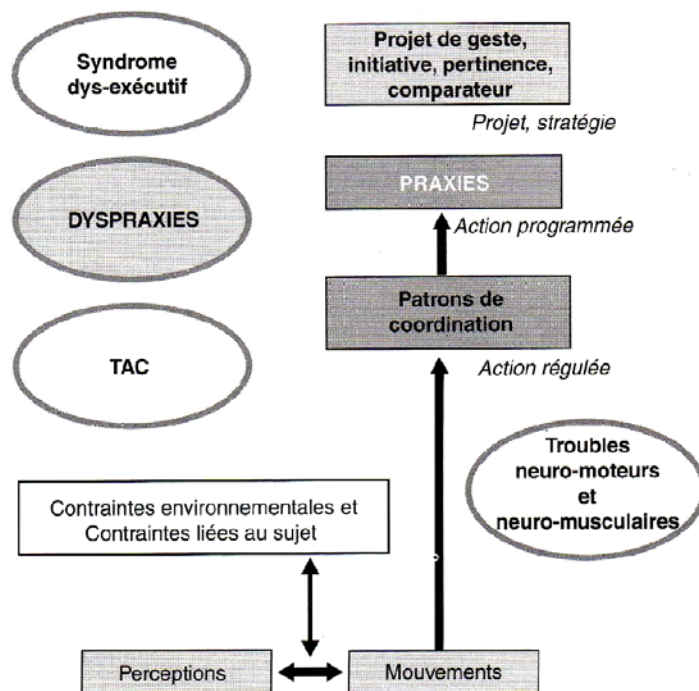 Syndrome
dys-exécutif
Projet de geste,
initiative, pertinence,
comparateur
Projet, stratégie
DYSPRAXIES
PRAXIES
Action programmée
Patrons de
coordination
TAC
Action régulée
Troubles
neuro-moteurs
et
neuro-musculaires
Contraintes environnementales et
Contraintes liées au sujet
Perceptions
Mouvements